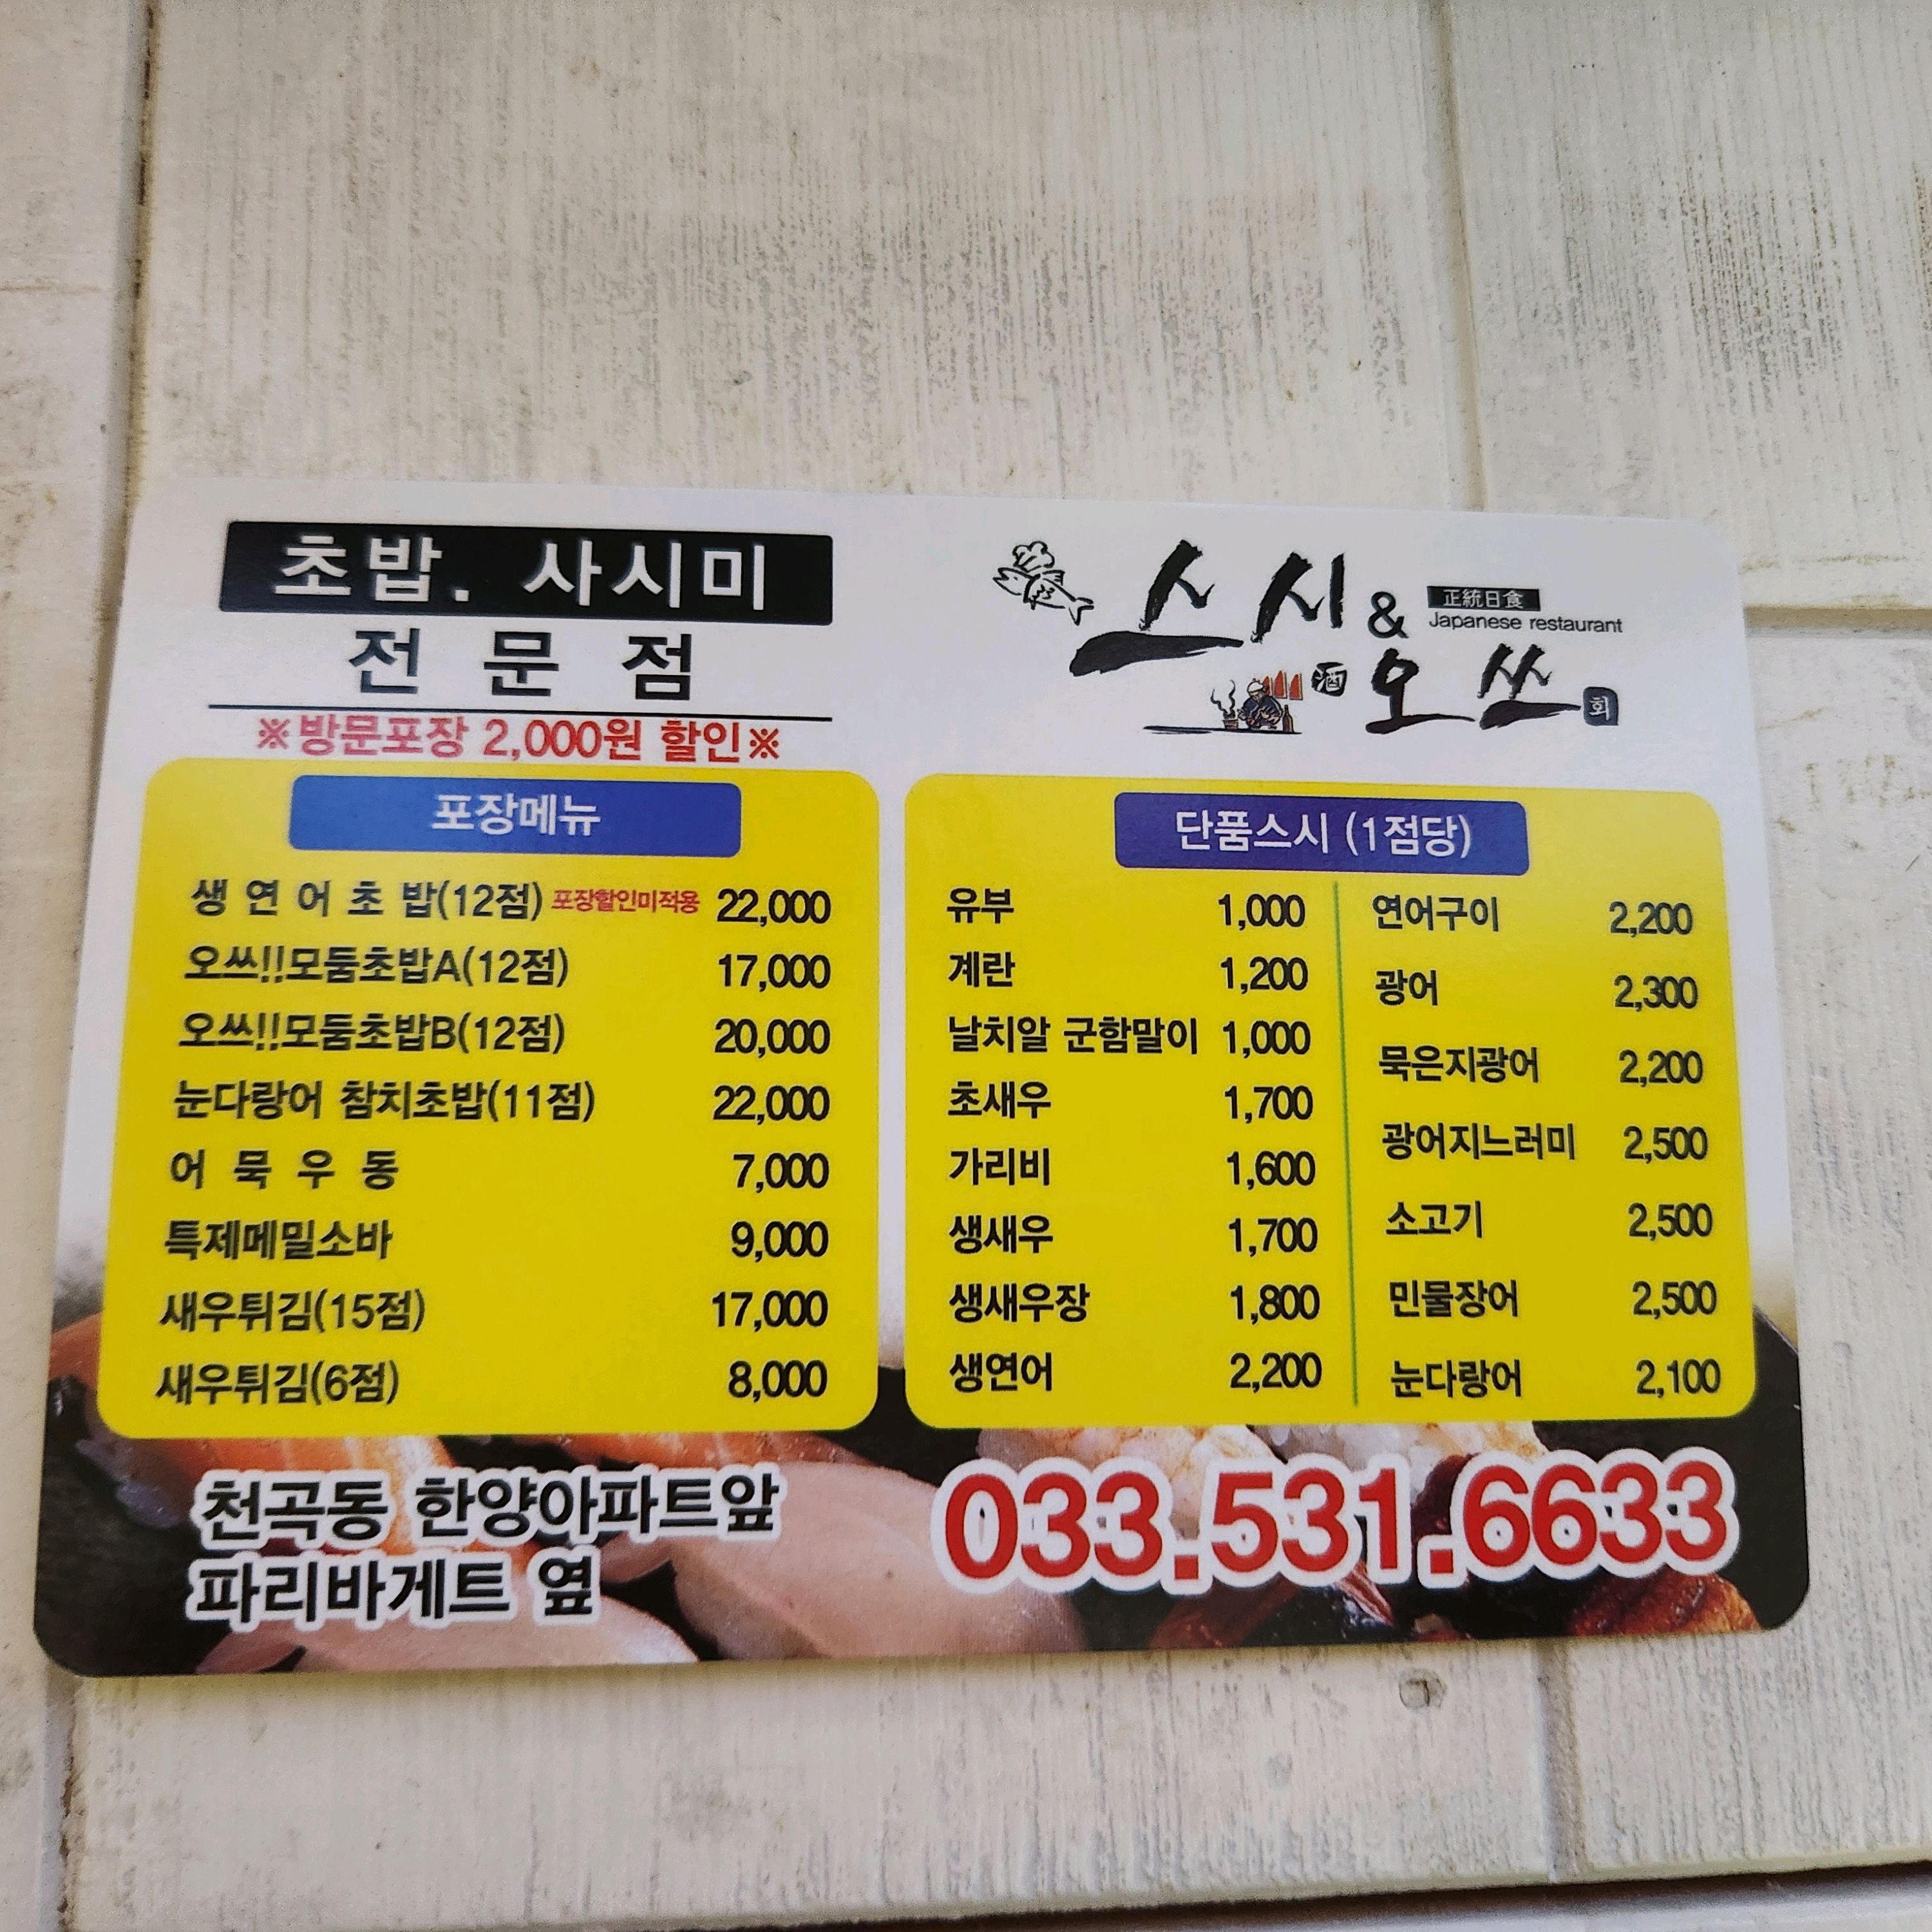 초밥. 사시미
전문점
※방문포장 2,000원 할인※
스시&
正統日食
Japanese restaurant
酒 오쓰 회
포장메뉴
생연어초밥(12점) 포장할인미적용 22,000
오쓰!!모둠초밥A(12점) 17,000
오쓰!!모둠초밥B(12점) 20,000
눈다랑어 참치초밥(11점) 22,000
어묵우동 7,000
특제메밀소바 9,000
새우튀김(15점) 17,000
새우튀김(6점) 8,000
단품스시 (1점당)
유부 1,000
계란 1,200
날치알 군함말이 1,000
초새우 1,700
가리비 1,600
생새우 1,700
생새우장 1,800
생연어 2,200
연어구이 2,200
광어 2,300
묵은지광어 2,200
광어지느러미 2,500
소고기 2,500
민물장어 2,500
눈다랑어 2,100
천곡동 한양아파트앞
파리바게트 옆
033.531.6633